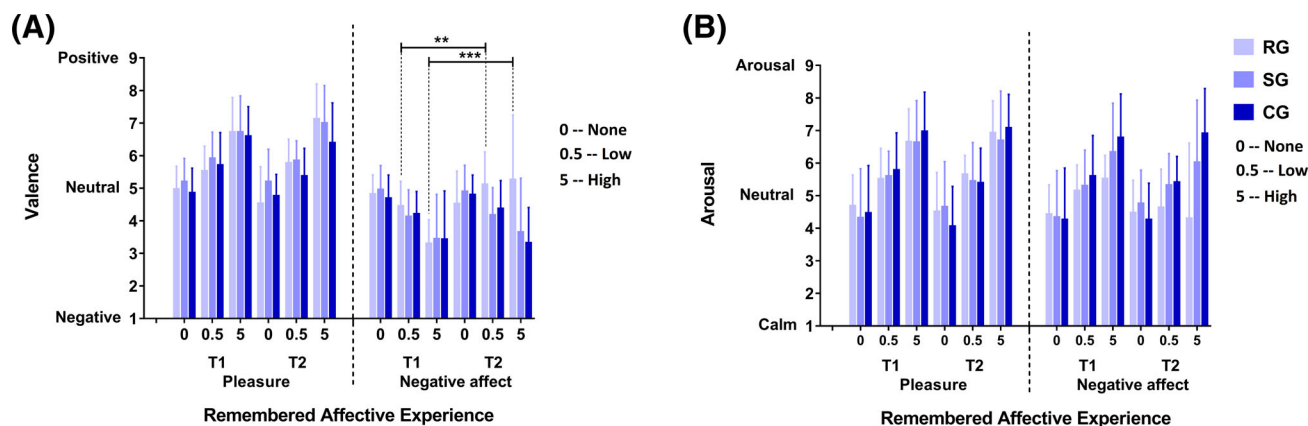 (A)
**
***
Positive 9
8
7
6
Neutral 5
4
3
2
Negative 1
Valence
0 0.5 5 0 0.5 5 0 0.5 5 0 0.5 5
T1 T2 T1 T2
Pleasure Negative affect
Remembered Affective Experience
0 -- None
0.5 -- Low
5 -- High
(B)
Arousal 9
8
7
6
Neutral 5
4
3
2
Calm 1
Arousal
0 0.5 5 0 0.5 5 0 0.5 5 0 0.5 5
T1 T2 T1 T2
Pleasure Negative affect
Remembered Affective Experience
RG
SG
CG
0 -- None
0.5 -- Low
5 -- High